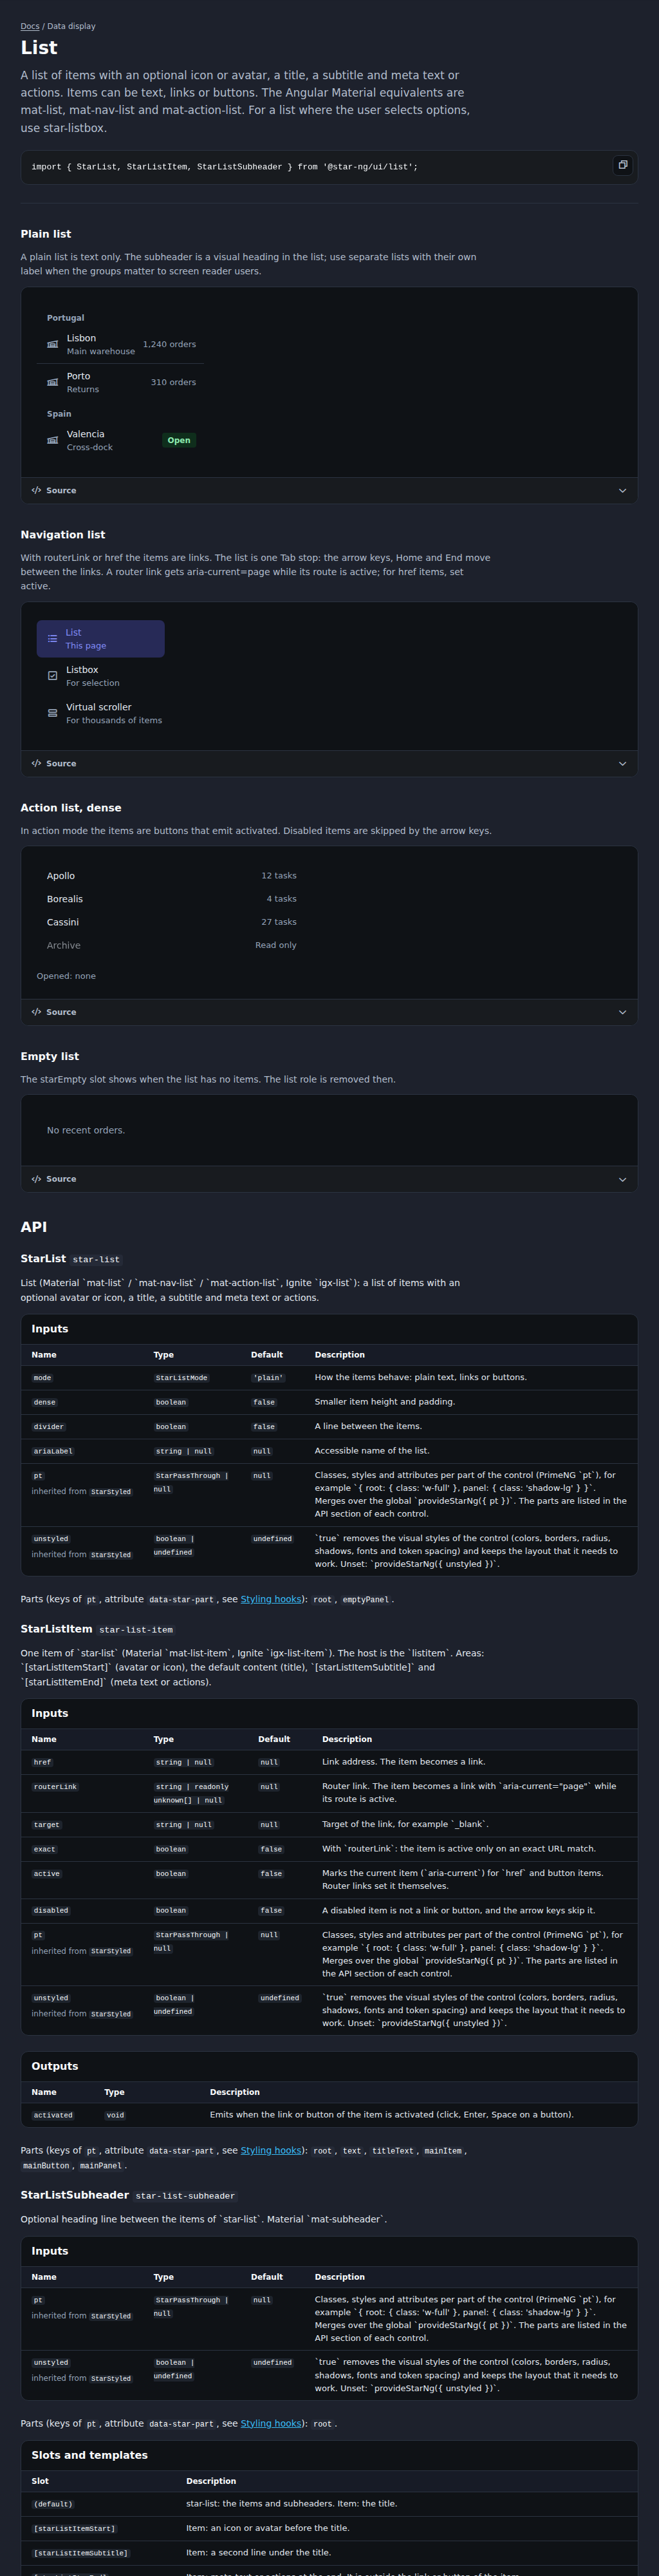 Docs / Data display
List
A list of items with an optional icon or avatar, a title, a subtitle and meta text or
actions. Items can be text, links or buttons. The Angular Material equivalents are
mat-list, mat-nav-list and mat-action-list. For a list where the user selects options,
use star-listbox.
import { StarList, StarListItem, StarListSubheader } from '@star-ng/ui/list';
Plain list
A plain list is text only. The subheader is a visual heading in the list; use separate lists with their own
label when the groups matter to screen reader users.
Portugal
Lisbon
Main warehouse
1,240 orders
Porto
Returns
310 orders
Spain
Valencia
Cross-dock
Open
Source
Navigation list
With routerLink or href the items are links. The list is one Tab stop: the arrow keys, Home and End move
between the links. A router link gets aria-current=page while its route is active; for href items, set
active.
List
This page
Listbox
For selection
Virtual scroller
For thousands of items
Source
Action list, dense
In action mode the items are buttons that emit activated. Disabled items are skipped by the arrow keys.
Apollo 12 tasks
Borealis 4 tasks
Cassini 27 tasks
Archive Read only
Opened: none
Source
Empty list
The starEmpty slot shows when the list has no items. The list role is removed then.
No recent orders.
Source
API
StarList star-list
List (Material `mat-list` / `mat-nav-list` / `mat-action-list`, Ignite `igx-list`): a list of items with an
optional avatar or icon, a title, a subtitle and meta text or actions.
Inputs
Name Type Default Description
mode StarListMode 'plain' How the items behave: plain text, links or buttons.
dense boolean false Smaller item height and padding.
divider boolean false A line between the items.
ariaLabel string | null null Accessible name of the list.
pt
inherited from StarStyled
StarPassThrough |
null
null
Classes, styles and attributes per part of the control (PrimeNG `pt`), for
example `{ root: { class: 'w-full' }, panel: { class: 'shadow-lg' } }`.
Merges over the global `provideStarNg({ pt })`. The parts are listed in the
API section of each control.
unstyled
inherited from StarStyled
boolean |
undefined
undefined
`true` removes the visual styles of the control (colors, borders, radius,
shadows, fonts and token spacing) and keeps the layout that it needs to
work. Unset: `provideStarNg({ unstyled })`.
Parts (keys of pt, attribute data-star-part, see Styling hooks): root, emptyPanel.
StarListItem star-list-item
One item of `star-list` (Material `mat-list-item`, Ignite `igx-list-item`). The host is the `listitem`. Areas:
`[starListItemStart]` (avatar or icon), the default content (title), `[starListItemSubtitle]` and
`[starListItemEnd]` (meta text or actions).
Inputs
Name Type Default Description
href string | null null Link address. The item becomes a link.
routerLink
string | readonly
unknown[] | null
null
Router link. The item becomes a link with `aria-current="page"` while
its route is active.
target string | null null Target of the link, for example `_blank`.
exact boolean false With `routerLink`: the item is active only on an exact URL match.
active boolean false
Marks the current item (`aria-current`) for `href` and button items.
Router links set it themselves.
disabled boolean false A disabled item is not a link or button, and the arrow keys skip it.
pt
inherited from StarStyled
StarPassThrough |
null
null
Classes, styles and attributes per part of the control (PrimeNG `pt`), for
example `{ root: { class: 'w-full' }, panel: { class: 'shadow-lg' } }`.
Merges over the global `provideStarNg({ pt })`. The parts are listed in
the API section of each control.
unstyled
inherited from StarStyled
boolean |
undefined
undefined
`true` removes the visual styles of the control (colors, borders, radius,
shadows, fonts and token spacing) and keeps the layout that it needs to
work. Unset: `provideStarNg({ unstyled })`.
Outputs
Name Type Description
activated void Emits when the link or button of the item is activated (click, Enter, Space on a button).
Parts (keys of pt, attribute data-star-part, see Styling hooks): root, text, titleText, mainItem,
mainButton, mainPanel.
StarListSubheader star-list-subheader
Optional heading line between the items of `star-list`. Material `mat-subheader`.
Inputs
Name Type Default Description
pt
inherited from StarStyled
StarPassThrough |
null
null
Classes, styles and attributes per part of the control (PrimeNG `pt`), for
example `{ root: { class: 'w-full' }, panel: { class: 'shadow-lg' } }`.
Merges over the global `provideStarNg({ pt })`. The parts are listed in the
API section of each control.
unstyled
inherited from StarStyled
boolean |
undefined
undefined
`true` removes the visual styles of the control (colors, borders, radius,
shadows, fonts and token spacing) and keeps the layout that it needs to
work. Unset: `provideStarNg({ unstyled })`.
Parts (keys of pt, attribute data-star-part, see Styling hooks): root.
Slots and templates
Slot Description
(default) star-list: the items and subheaders. Item: the title.
[starListItemStart] Item: an icon or avatar before the title.
[starListItemSubtitle] Item: a second line under the title.